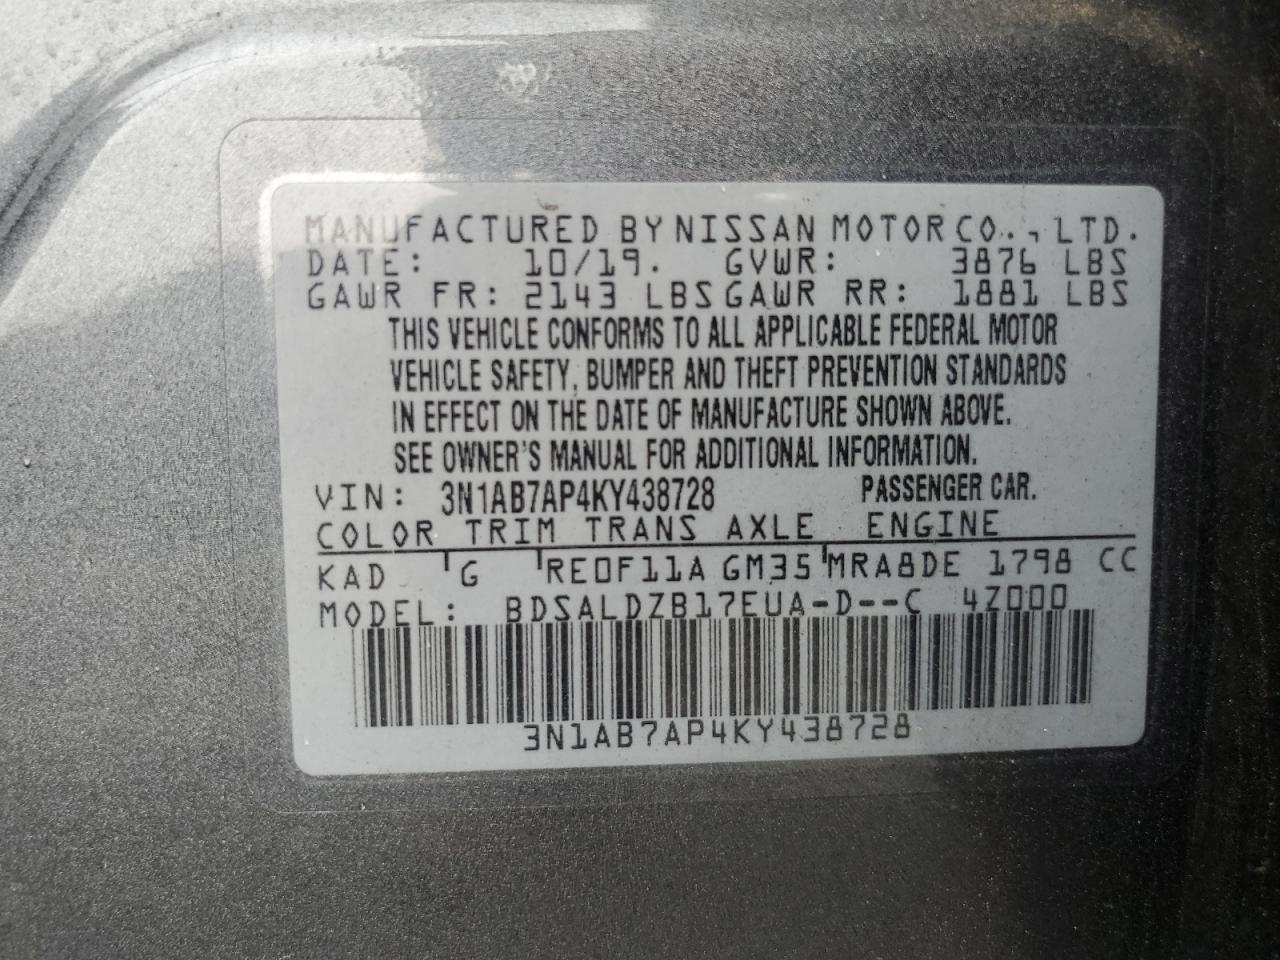 MANUFACTURED BY NISSAN MOTOR CO., LTD.
DATE: 10/19. GVWR: 3876 LBS
GAWR FR: 2143 LBS GAWR RR: 1881 LBS
THIS VEHICLE CONFORMS TO ALL APPLICABLE FEDERAL MOTOR
VEHICLE SAFETY, BUMPER AND THEFT PREVENTION STANDARDS
IN EFFECT ON THE DATE OF MANUFACTURE SHOWN ABOVE.
SEE OWNER'S MANUAL FOR ADDITIONAL INFORMATION.
VIN: 3N1AB7AP4KY438728 PASSENGER CAR.
COLOR TRIM TRANS AXLE ENGINE
KAD G RE0F11A GM35 MRA8DE 1798 CC
MODEL: BDSALDZB17EUA-D--C 4Z000
3N1AB7AP4KY438728